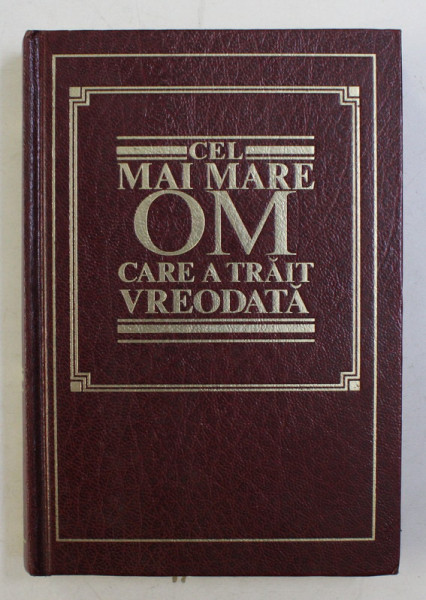 CEL
MAI MARE
OM
CARE A TRĂIT
VREODATĂ